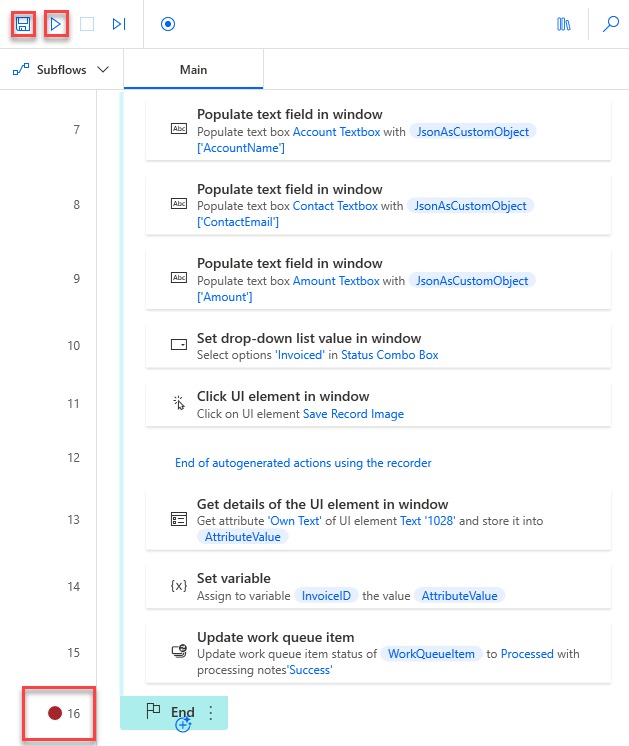 Subflows
Main
7
Populate text field in window
Abc
Populate text box Account Textbox with JsonAsCustomObject
['AccountName']
8
Populate text field in window
Abc
Populate text box Contact Textbox with JsonAsCustomObject
['ContactEmail']
9
Populate text field in window
Abc
Populate text box Amount Textbox with JsonAsCustomObject
['Amount']
10
Set drop-down list value in window
Select options 'Invoiced' in Status Combo Box
11
Click UI element in window
Click on UI element Save Record Image
12
End of autogenerated actions using the recorder
13
Get details of the UI element in window
Get attribute 'Own Text' of UI element Text '1028' and store it into
AttributeValue
14
{x}
Set variable
Assign to variable InvoiceID the value AttributeValue
15
Update work queue item
Update work queue item status of WorkQueueItem to Processed with
processing notes'Success'
16
End